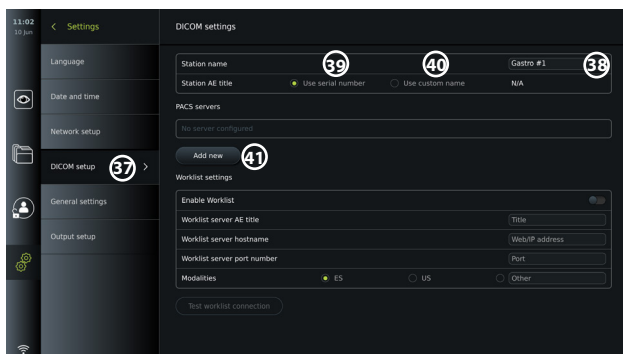 11:02
10 Jun
Settings
DICOM settings
Language
Date and time
Network setup
DICOM setup 37
General settings
Output setup
39 40
Station name Gastro #1 38
Station AE title Use serial number Use custom name N/A
PACS servers
No server configured
Add new 41
Worklist settings
Enable Worklist
Worklist server AE title Title
Worklist server hostname Web/IP address
Worklist server port number Port
Modalities ES US Other
Test worklist connection